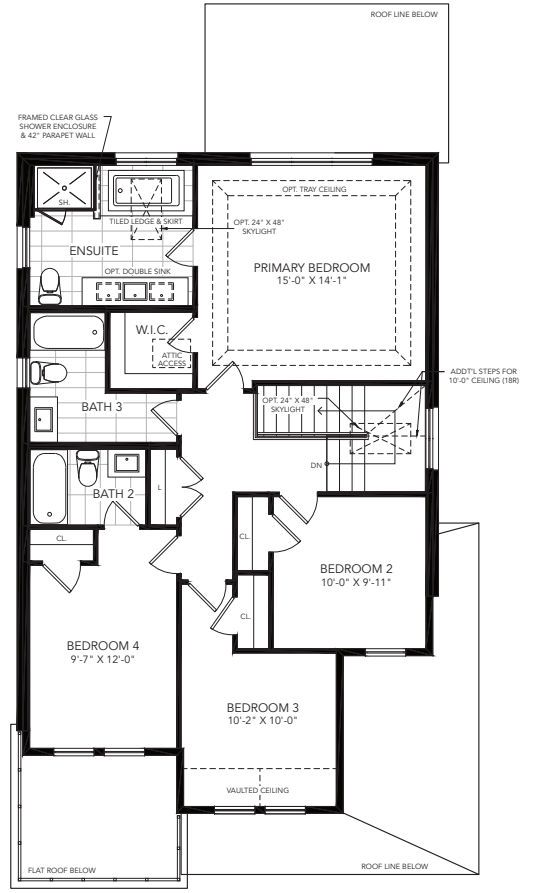 ROOF LINE BELOW
FRAMED CLEAR GLASS
SHOWER ENCLOSURE
& 42" PARAPET WALL
SH.
TILED LEDGE & SKIRT
OPT. TRAY CEILING
OPT. 24" X 48"
SKYLIGHT
ENSUITE
OPT. DOUBLE SINK
PRIMARY BEDROOM
15'-0" X 14'-1"
W.I.C.
ATTIC
ACCESS
ADDT'L STEPS FOR
10'-0" CEILING (18R)
BATH 3
OPT. 24" X 48"
SKYLIGHT
DN
L
BATH 2
CL.
CL.
BEDROOM 2
10'-0" X 9'-11"
CL.
BEDROOM 4
9'-7" X 12'-0"
BEDROOM 3
10'-2" X 10'-0"
VAULTED CEILING
FLAT ROOF BELOW
ROOF LINE BELOW